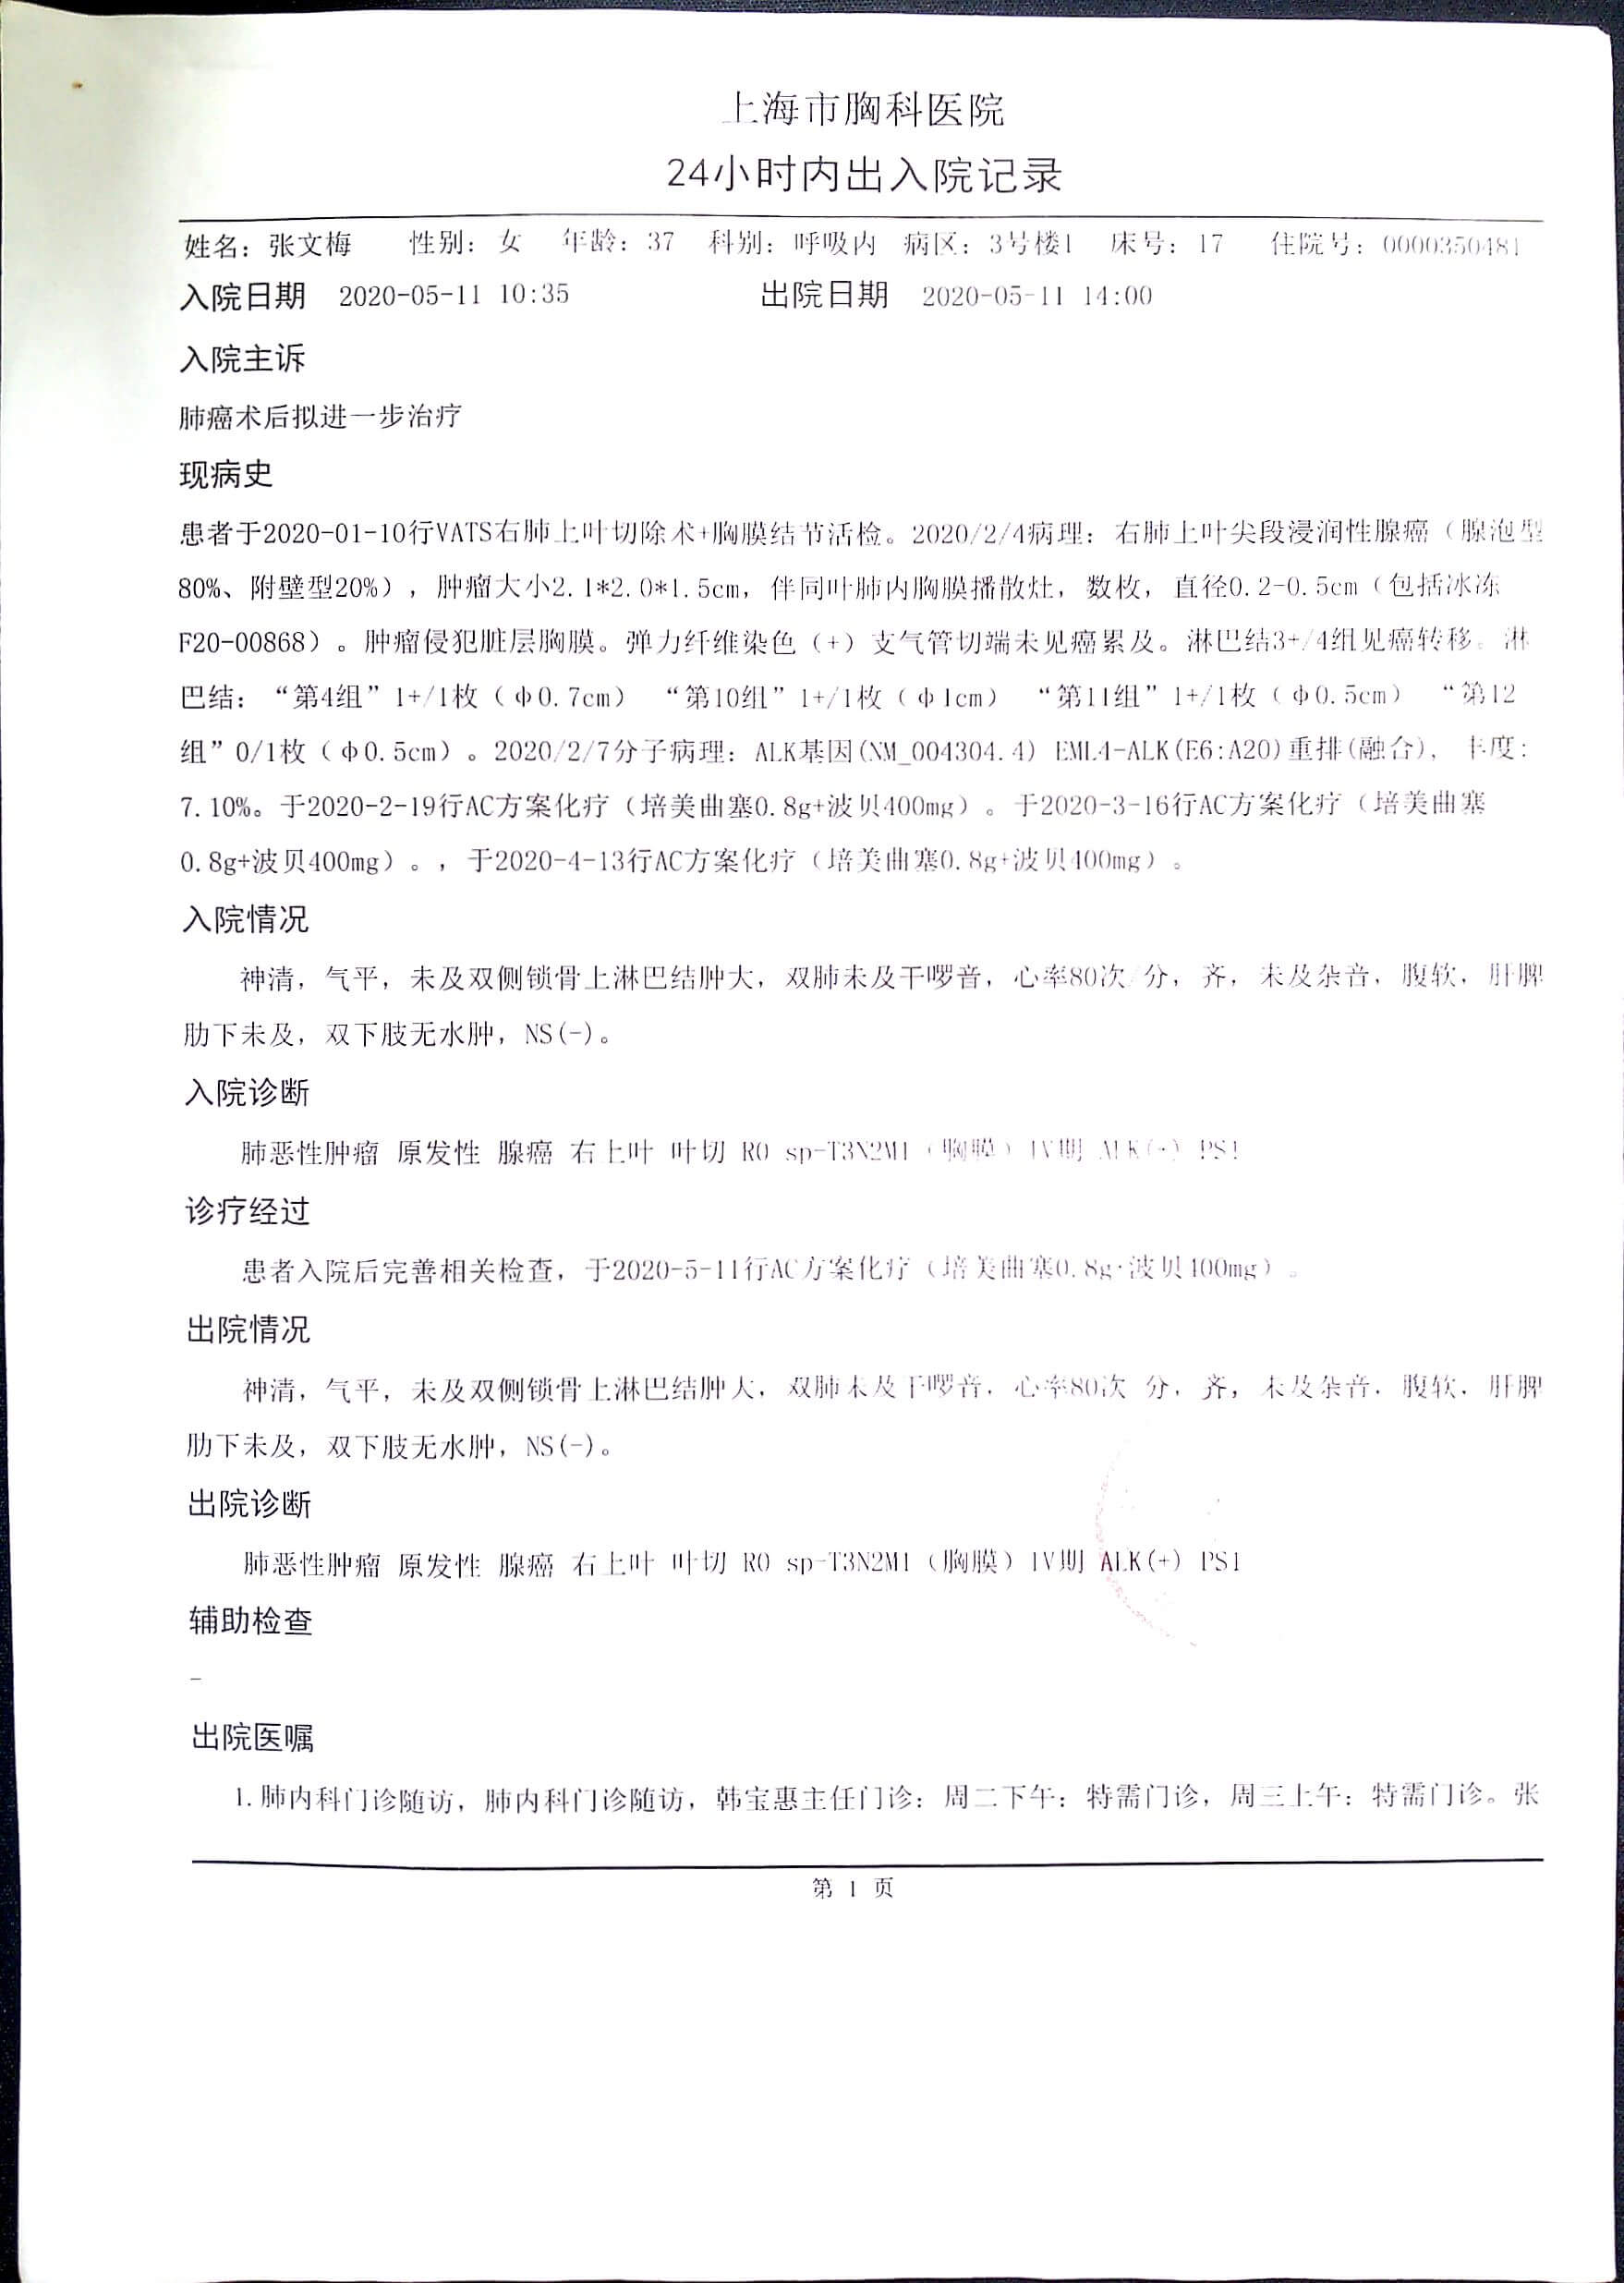 上海市胸科医院
24小时内出入院记录
姓名：张文梅 性别：女 年龄：37 科别：呼吸内 病区：3号楼1 床号：17 住院号：0000350481
入院日期 2020-05-11 10:35 出院日期 2020-05-11 14:00
入院主诉
肺癌术后拟进一步治疗
现病史
患者于2020-01-10行VATS右肺上叶切除术+胸膜结节活检。2020/2/4病理：右肺上叶尖段浸润性腺癌（腺泡型
80%、附壁型20%），肿瘤大小2.1*2.0*1.5cm，伴同叶肺内胸膜播散灶，数枚，直径0.2-0.5cm（包括冰冻
F20-00868）。肿瘤侵犯脏层胸膜。弹力纤维染色（+）支气管切端未见癌累及。淋巴结3+/4组见癌转移。淋
巴结：“第4组”1+/1枚（φ0.7cm） “第10组”1+/1枚（φ1cm） “第11组”1+/1枚（φ0.5cm） “第12
组”0/1枚（φ0.5cm）。2020/2/7分子病理：ALK基因(NM_004304.4) EML4-ALK(E6:A20)重排(融合)， 丰度：
7.10%。于2020-2-19行AC方案化疗（培美曲塞0.8g+波贝400mg）。于2020-3-16行AC方案化疗（培美曲塞
0.8g+波贝400mg）。，于2020-4-13行AC方案化疗（培美曲塞0.8g+波贝400mg）。
入院情况
神清，气平，未及双侧锁骨上淋巴结肿大，双肺未及干啰音，心率80次/分，齐，未及杂音，腹软，肝脾
肋下未及，双下肢无水肿，NS(-)。
入院诊断
肺恶性肿瘤 原发性 腺癌 右上叶 叶切 R0 sp-T3N2M1（胸膜）IV期 ALK(+) PS1
诊疗经过
患者入院后完善相关检查，于2020-5-11行AC方案化疗（培美曲塞0.8g+波贝400mg）。
出院情况
神清，气平，未及双侧锁骨上淋巴结肿大，双肺未及干啰音，心率80次/分，齐，未及杂音，腹软，肝脾
肋下未及，双下肢无水肿，NS(-)。
出院诊断
肺恶性肿瘤 原发性 腺癌 右上叶 叶切 R0 sp-T3N2M1（胸膜）IV期 ALK(+) PS1
辅助检查
-
出院医嘱
1.肺内科门诊随访，肺内科门诊随访，韩宝惠主任门诊：周二下午：特需门诊，周三上午：特需门诊。张
第 1 页